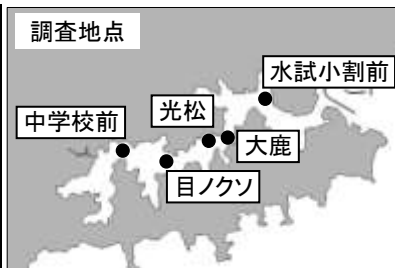 調査地点
水試小割前
光松
中学校前
大鹿
目ノクソ